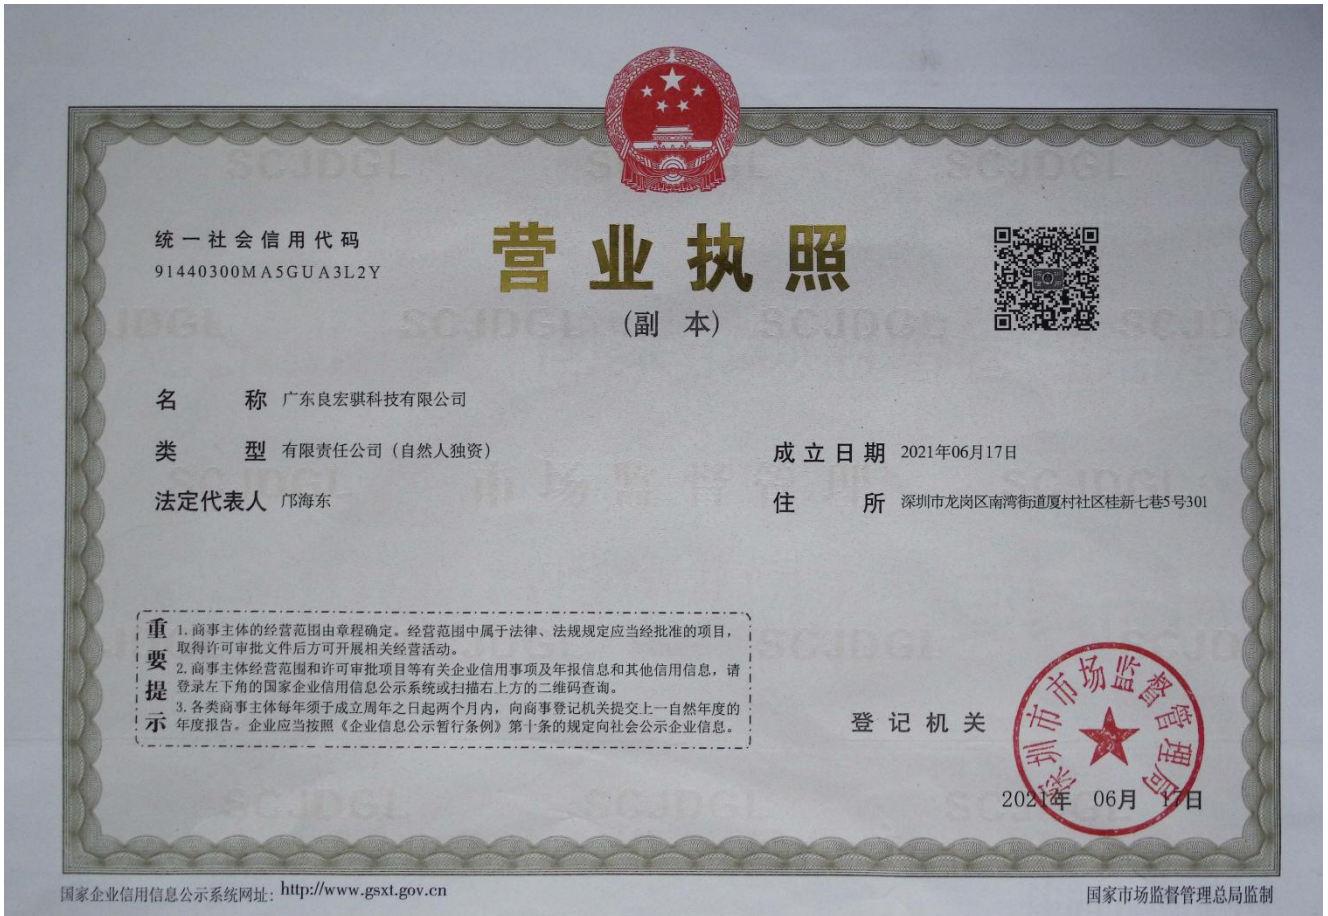 统一社会信用代码
91440300MA5GUA3L2Y
营业执照
(副 本)
名 称 广东良宏骐科技有限公司
类 型 有限责任公司（自然人独资）
成立日期 2021年06月17日
法定代表人 邝海东
住 所 深圳市龙岗区南湾街道厦村社区桂新七巷5号301
重要提示
1. 商事主体的经营范围由章程确定。经营范围中属于法律、法规规定应当经批准的项目，
取得许可审批文件后方可开展相关经营活动。
2. 商事主体经营范围和许可审批项目等有关企业信用事项及年报信息和其他信用信息，请
登录左下角的国家企业信用信息公示系统或扫描右上方的二维码查询。
3. 各类商事主体每年须于成立周年之日起两个月内，向商事登记机关提交上一自然年度的
年度报告。企业应当按照《企业信息公示暂行条例》第十条的规定向社会公示企业信息。
登记机关
深圳市市场监督管理局
2021年 06月 17日
国家企业信用信息公示系统网址: http://www.gsxt.gov.cn
国家市场监督管理总局监制
SCJDGL
市场监督管理